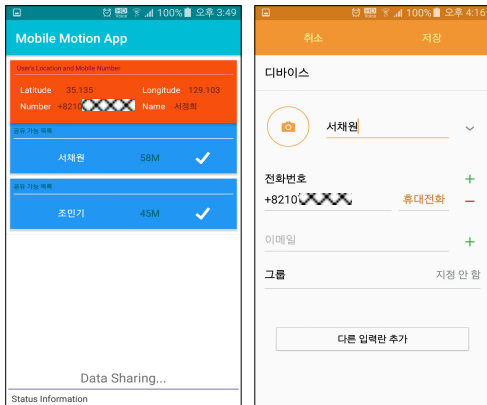 100% 오후 3:49
Mobile Motion App
User's Location and Mobile Number
Latitude 35.135 Longitude 129.103
Number +8210 Name 서정희
공유 가능 목록
서채원 58M
공유 가능 목록
조민기 45M
Data Sharing...
Status Information
100% 오후 4:16
취소 저장
디바이스
서채원
전화번호
+8210 휴대전화
이메일
그룹 지정 안 함
다른 입력란 추가